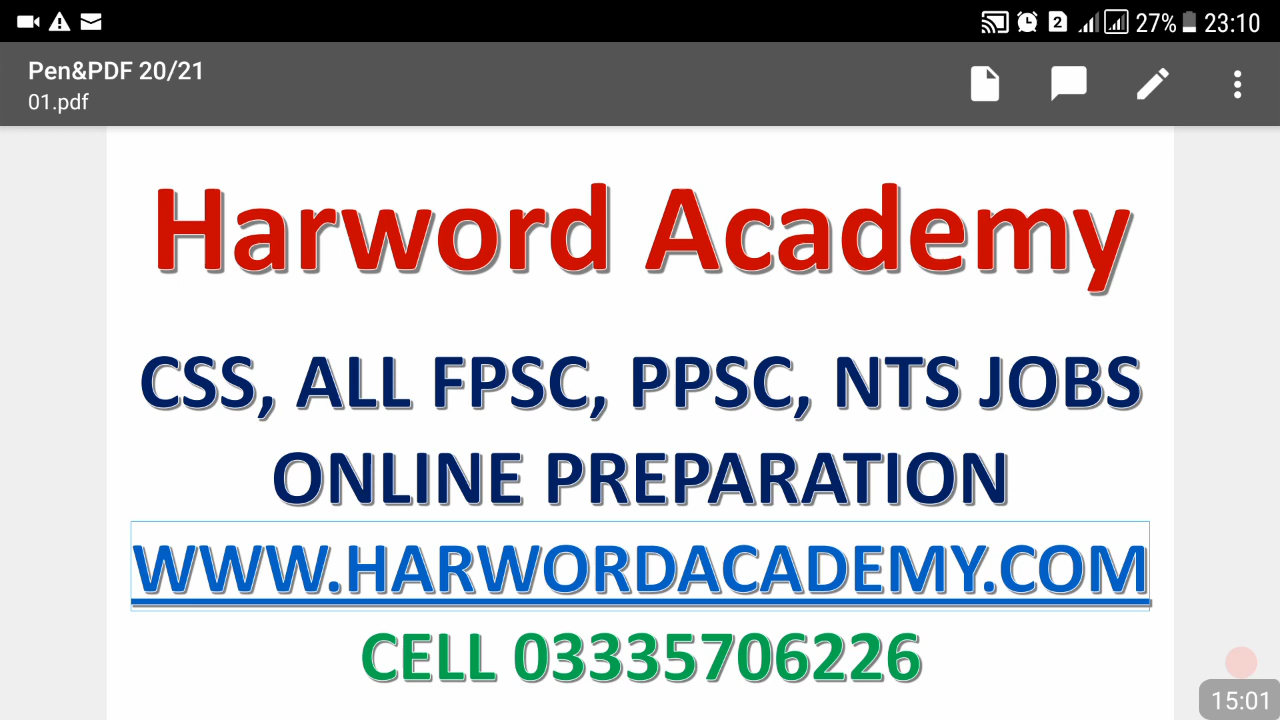 2 27% 23:10
Pen&PDF 20/21
01.pdf
Harword Academy
CSS, ALL FPSC, PPSC, NTS JOBS
ONLINE PREPARATION
WWW.HARWORDACADEMY.COM
CELL 03335706226
15:01